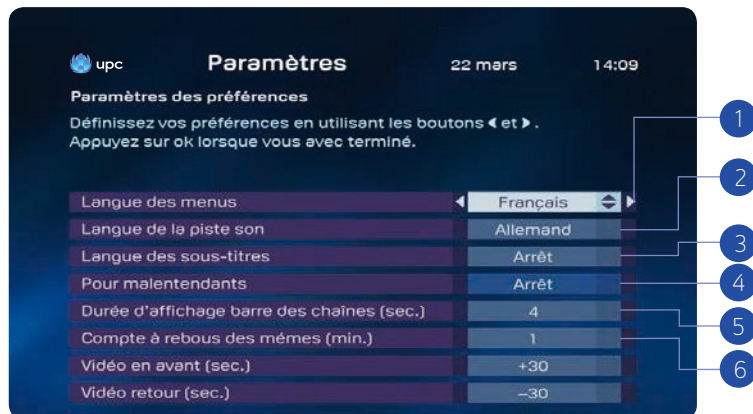 upc Paramètres 22 mars 14:09
Paramètres des préférences
Définissez vos préférences en utilisant les boutons ◀ et ▶.
Appuyez sur ok lorsque vous avec terminé.
Langue des menus Français 1
Langue de la piste son Allemand 2
Langue des sous-titres Arrêt 3
Pour malentendants Arrêt 4
Durée d'affichage barre des chaînes (sec.) 4 5
Compte à rebous des mémes (min.) 1 6
Vidéo en avant (sec.) +30
Vidéo retour (sec.) –30